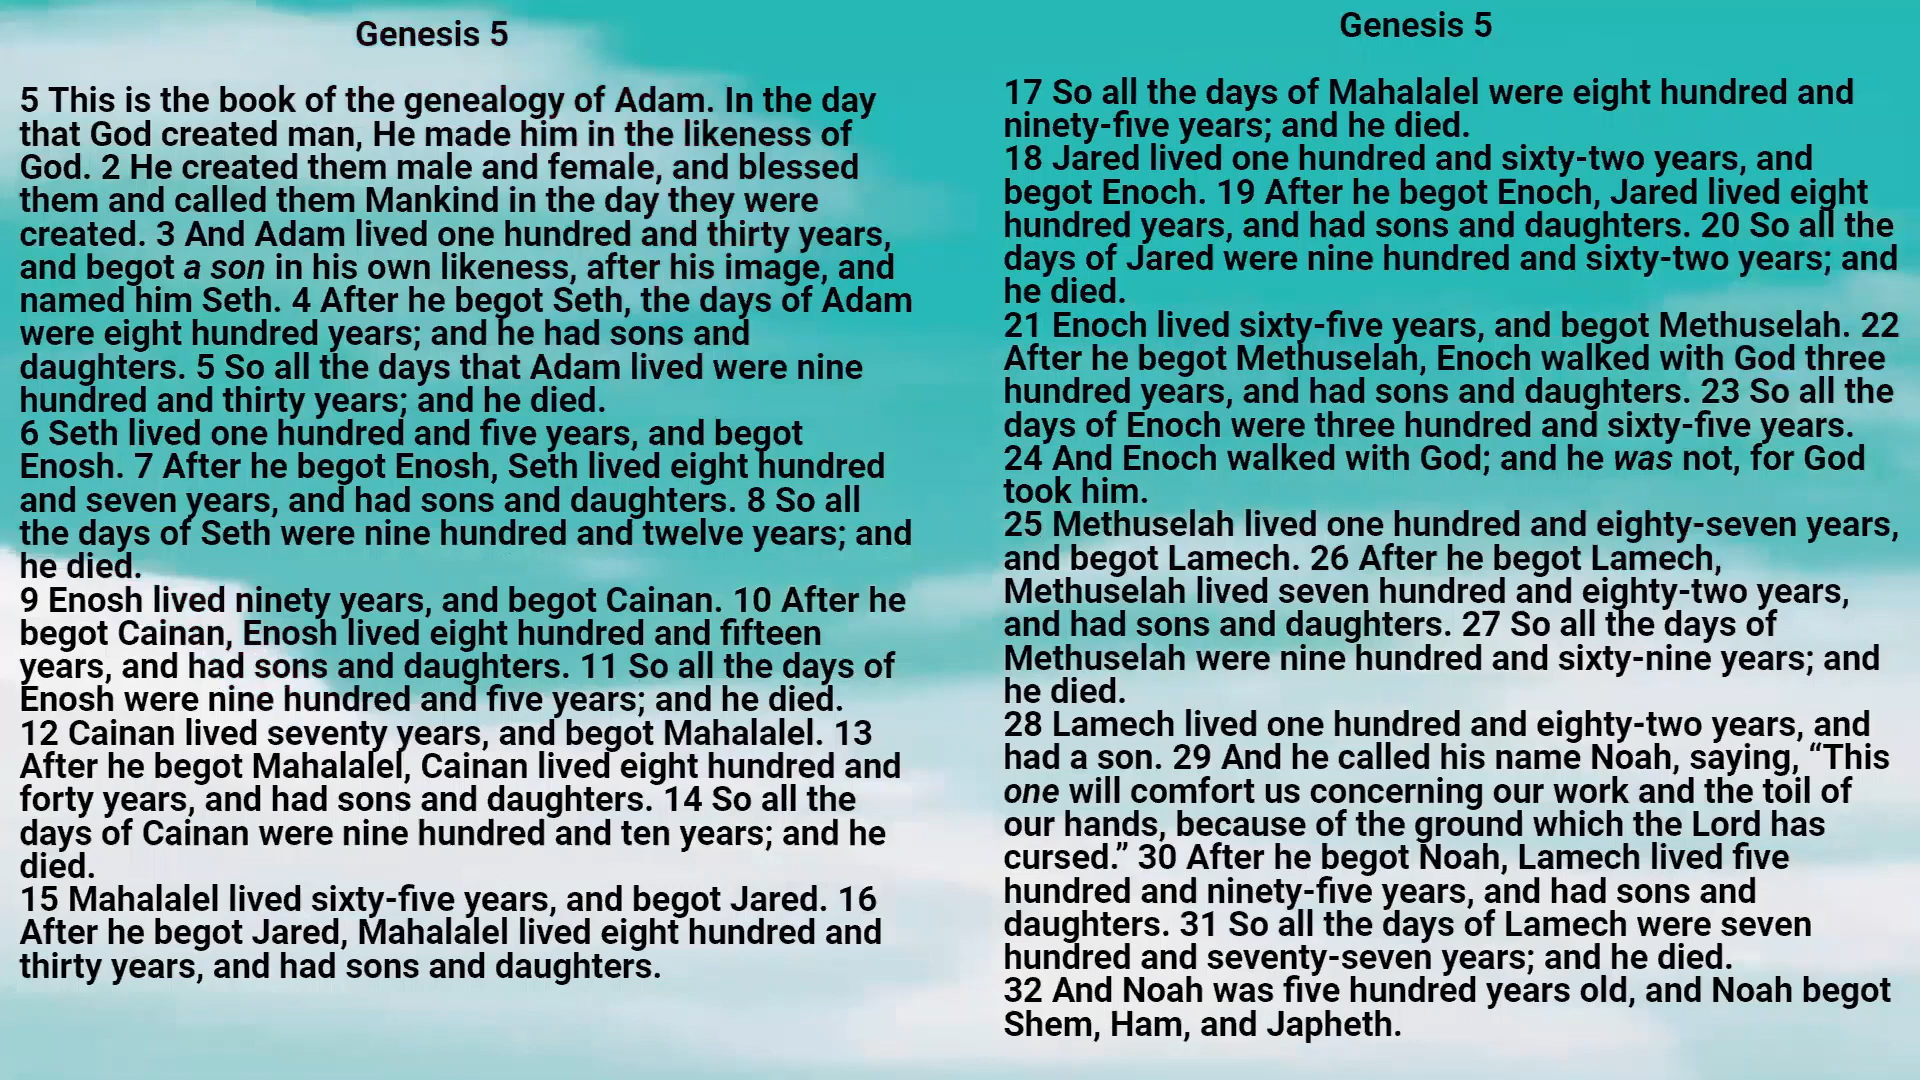 Genesis 5
5 This is the book of the genealogy of Adam. In the day
that God created man, He made him in the likeness of
God. 2 He created them male and female, and blessed
them and called them Mankind in the day they were
created. 3 And Adam lived one hundred and thirty years,
and begot a son in his own likeness, after his image, and
named him Seth. 4 After he begot Seth, the days of Adam
were eight hundred years; and he had sons and
daughters. 5 So all the days that Adam lived were nine
hundred and thirty years; and he died.
6 Seth lived one hundred and five years, and begot
Enosh. 7 After he begot Enosh, Seth lived eight hundred
and seven years, and had sons and daughters. 8 So all
the days of Seth were nine hundred and twelve years; and
he died.
9 Enosh lived ninety years, and begot Cainan. 10 After he
begot Cainan, Enosh lived eight hundred and fifteen
years, and had sons and daughters. 11 So all the days of
Enosh were nine hundred and five years; and he died.
12 Cainan lived seventy years, and begot Mahalalel. 13
After he begot Mahalalel, Cainan lived eight hundred and
forty years, and had sons and daughters. 14 So all the
days of Cainan were nine hundred and ten years; and he
died.
15 Mahalalel lived sixty-five years, and begot Jared. 16
After he begot Jared, Mahalalel lived eight hundred and
thirty years, and had sons and daughters.
Genesis 5
17 So all the days of Mahalalel were eight hundred and
ninety-five years; and he died.
18 Jared lived one hundred and sixty-two years, and
begot Enoch. 19 After he begot Enoch, Jared lived eight
hundred years, and had sons and daughters. 20 So all the
days of Jared were nine hundred and sixty-two years; and
he died.
21 Enoch lived sixty-five years, and begot Methuselah. 22
After he begot Methuselah, Enoch walked with God three
hundred years, and had sons and daughters. 23 So all the
days of Enoch were three hundred and sixty-five years.
24 And Enoch walked with God; and he was not, for God
took him.
25 Methuselah lived one hundred and eighty-seven years,
and begot Lamech. 26 After he begot Lamech,
Methuselah lived seven hundred and eighty-two years,
and had sons and daughters. 27 So all the days of
Methuselah were nine hundred and sixty-nine years; and
he died.
28 Lamech lived one hundred and eighty-two years, and
had a son. 29 And he called his name Noah, saying, “This
one will comfort us concerning our work and the toil of
our hands, because of the ground which the Lord has
cursed.” 30 After he begot Noah, Lamech lived five
hundred and ninety-five years, and had sons and
daughters. 31 So all the days of Lamech were seven
hundred and seventy-seven years; and he died.
32 And Noah was five hundred years old, and Noah begot
Shem, Ham, and Japheth.